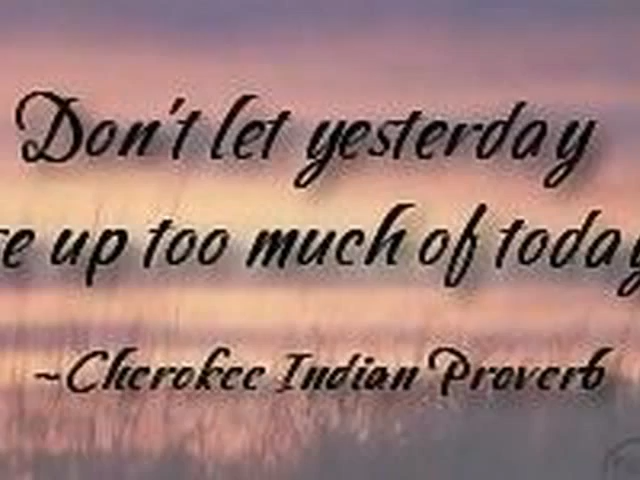 Don't let yesterday
e up too much of today
~Cherokee Indian Proverb